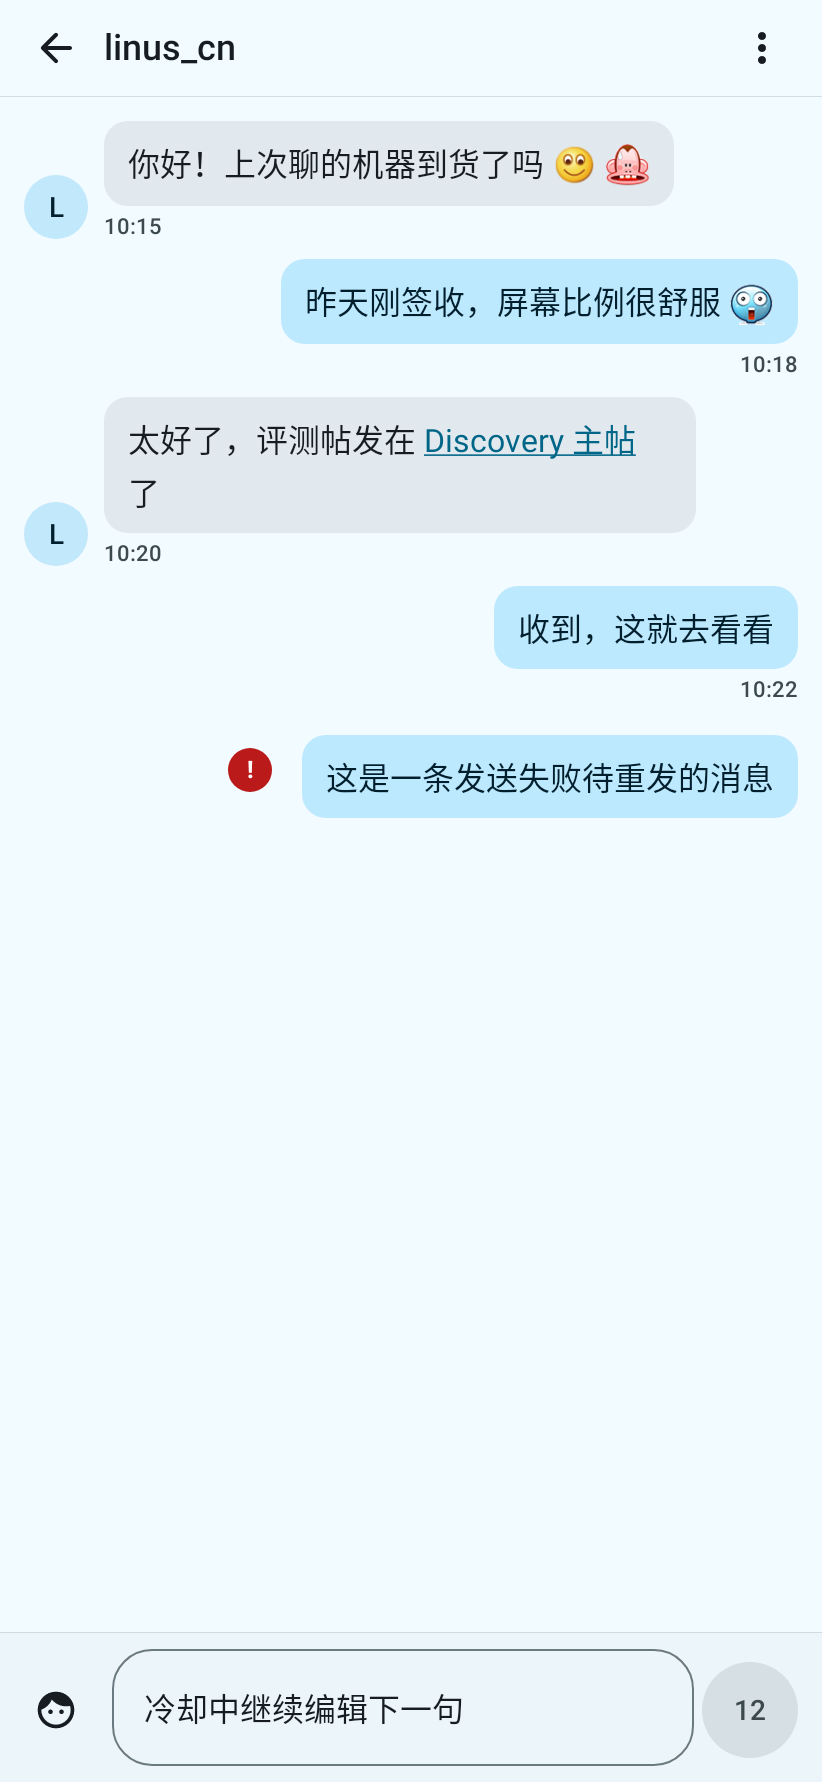 linus_cn
你好！上次聊的机器到货了吗
L
10:15
昨天刚签收，屏幕比例很舒服
10:18
太好了，评测帖发在 Discovery 主帖
了
L
10:20
收到，这就去看看
10:22
!
这是一条发送失败待重发的消息
冷却中继续编辑下一句
12